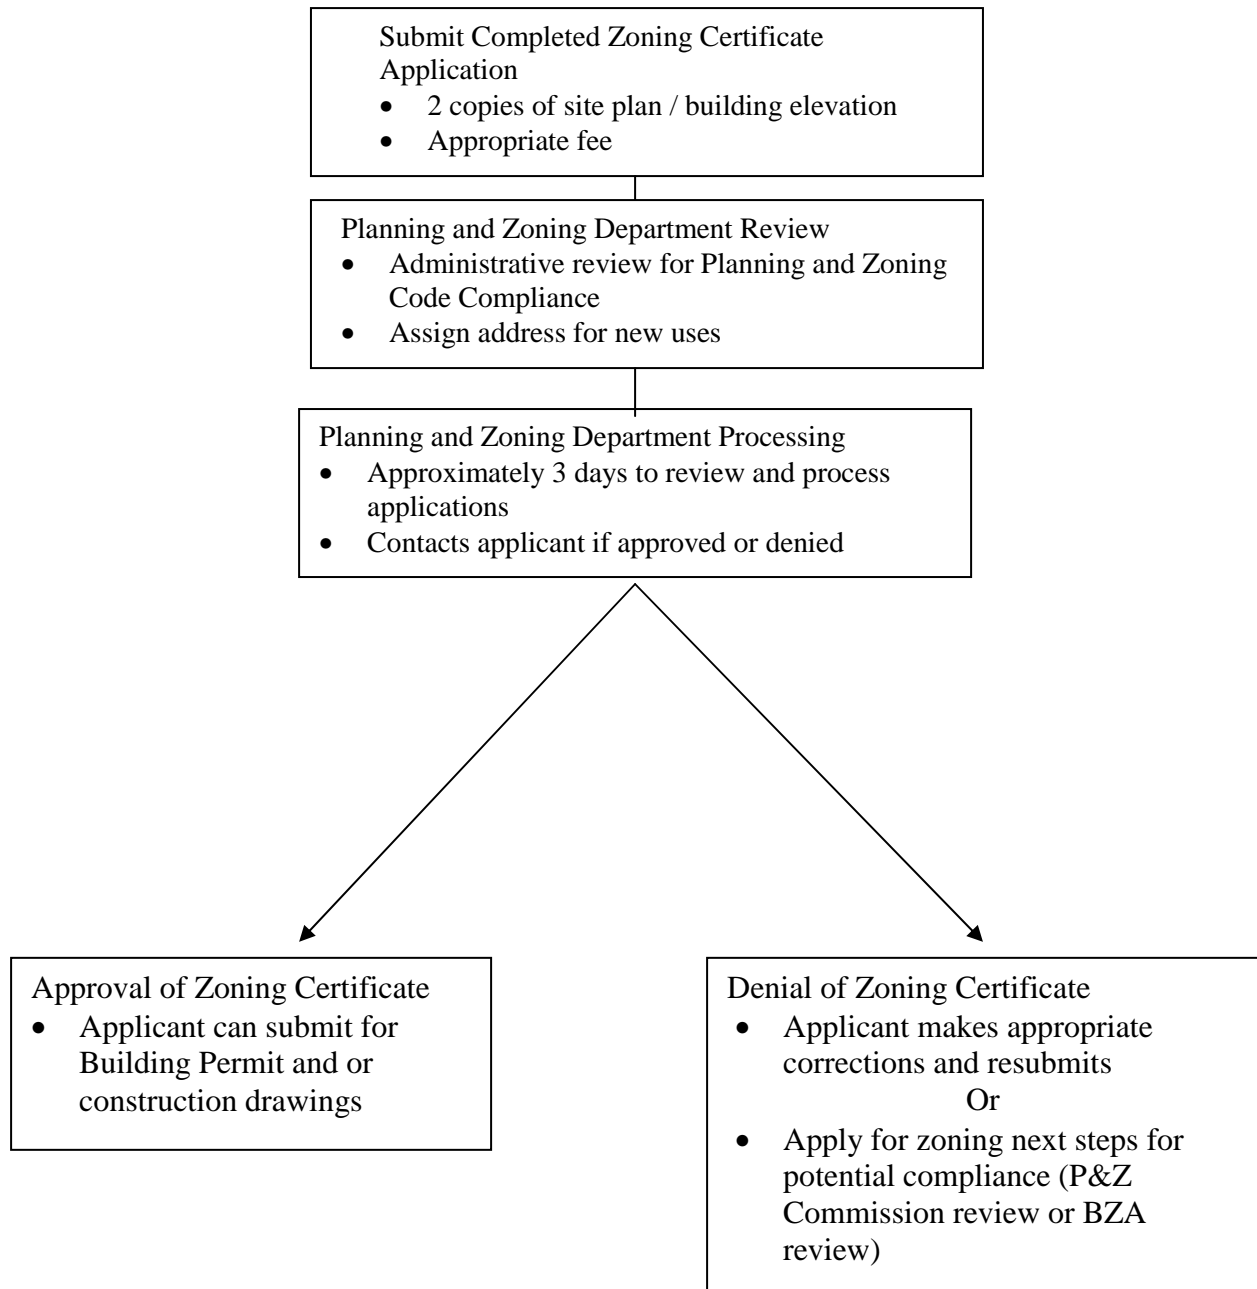 Submit Completed Zoning Certificate
Application
• 2 copies of site plan / building elevation
• Appropriate fee
Planning and Zoning Department Review
• Administrative review for Planning and Zoning
Code Compliance
• Assign address for new uses
Planning and Zoning Department Processing
• Approximately 3 days to review and process
applications
• Contacts applicant if approved or denied
Approval of Zoning Certificate
• Applicant can submit for
Building Permit and or
construction drawings
Denial of Zoning Certificate
• Applicant makes appropriate
corrections and resubmits
Or
• Apply for zoning next steps for
potential compliance (P&Z
Commission review or BZA
review)